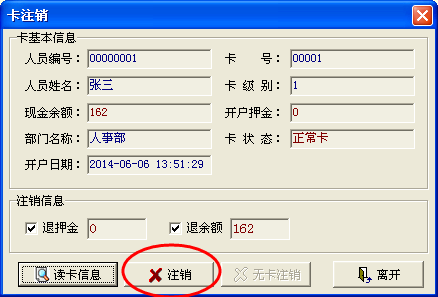 卡注销
卡基本信息
人员编号: 00000001 卡 号: 00001
人员姓名: 张三 卡 级 别: 1
现金余额: 162 开户押金: 0
部门名称: 人事部 卡 状 态: 正常卡
开户日期: 2014-06-06 13:51:29
注销信息
退押金 0 退余额 162
读卡信息 注销 无卡注销 离开